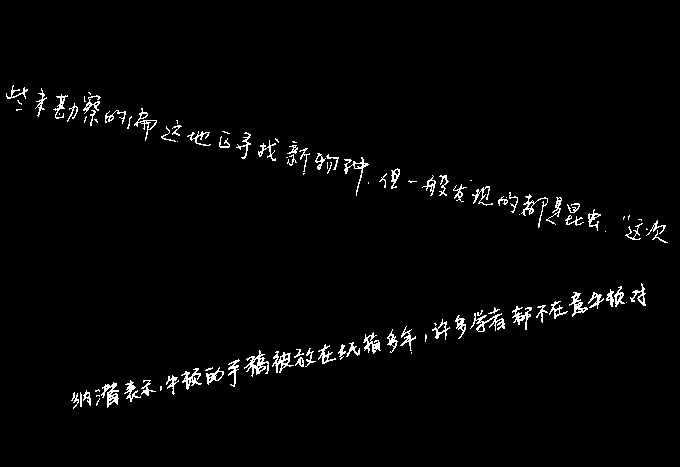 些未勘察的偏远地区寻找新物种.但一般发现的都是昆虫."这次
纳潜表示,牛顿的手稿被放在纸箱多年,许多学者都不在意牛顿对